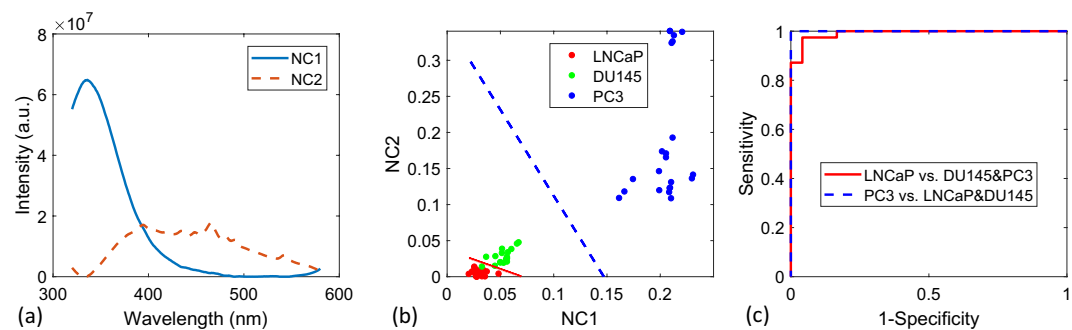 ×10⁷
8
6
4
2
0
300
400
500
600
Intensity (a.u.)
Wavelength (nm)
NC1
NC2
(a)
0.3
0.25
0.2
0.15
0.1
0.05
0
0
0.05
0.1
0.15
0.2
NC2
NC1
LNCaP
DU145
PC3
(b)
1
0.8
0.6
0.4
0.2
0
0
0.5
1
Sensitivity
1-Specificity
LNCaP vs. DU145&PC3
PC3 vs. LNCaP&DU145
(c)